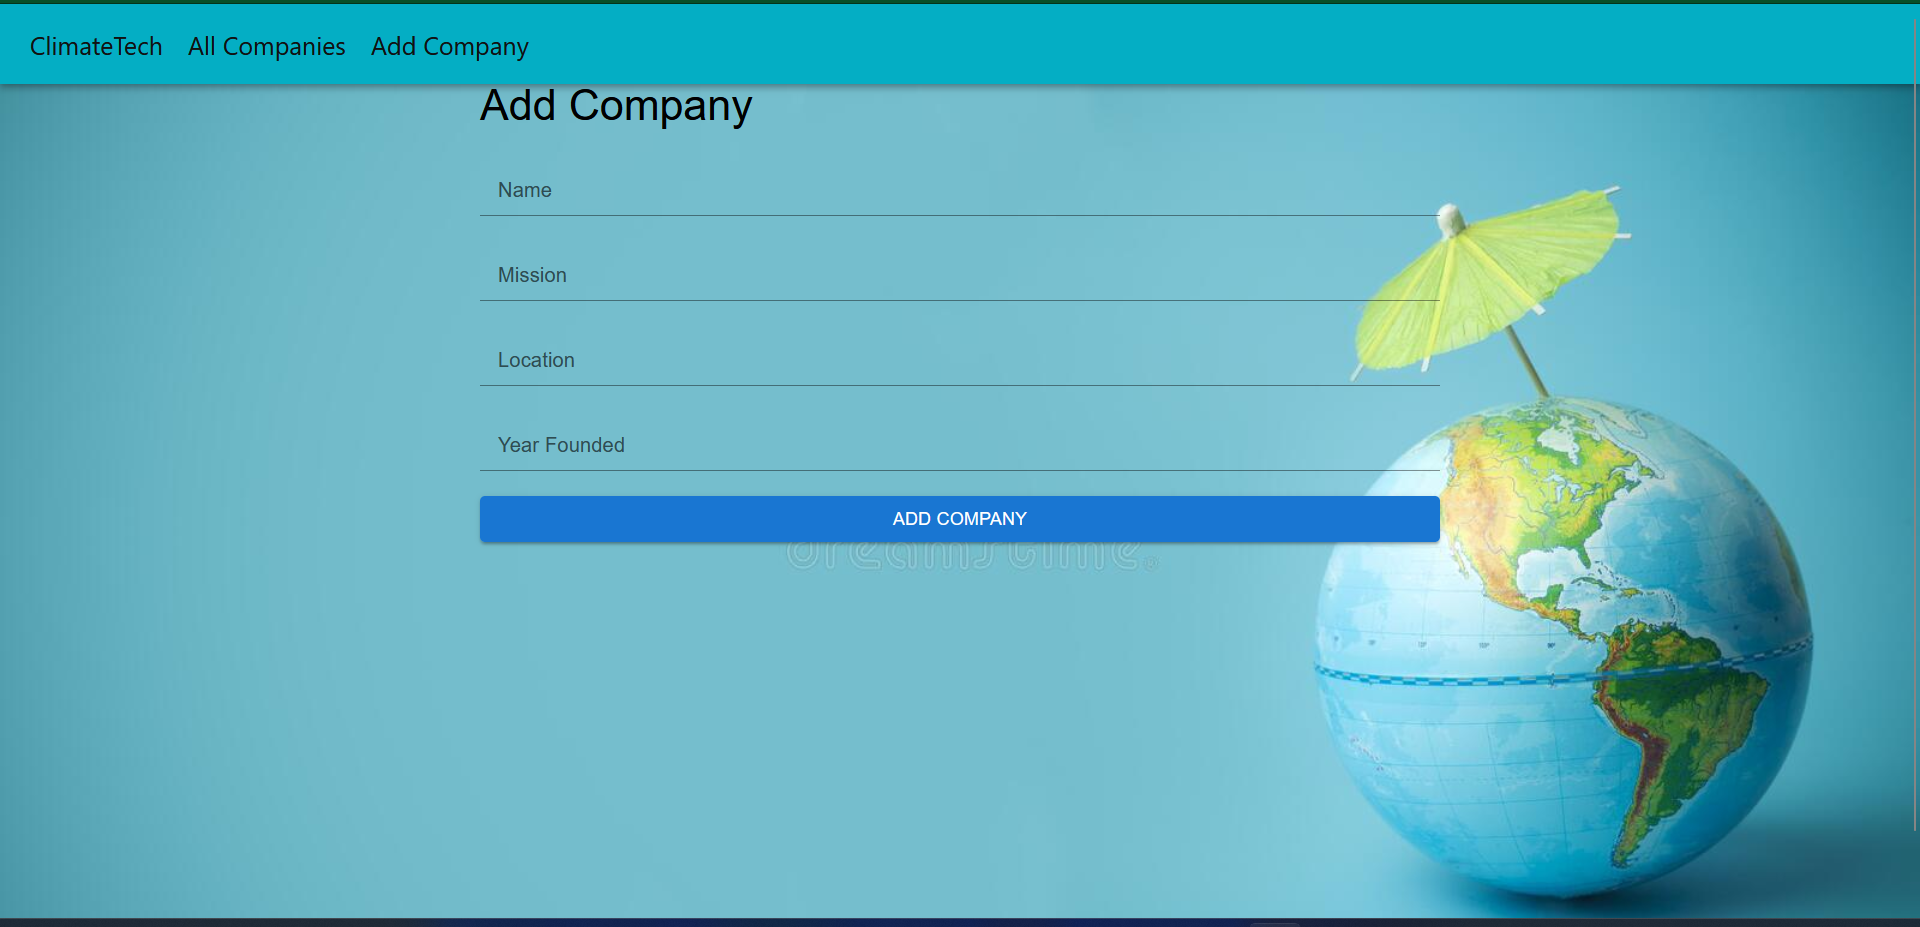 ClimateTech All Companies Add Company
Add Company
Name
Mission
Location
Year Founded
ADD COMPANY
dreamstime®